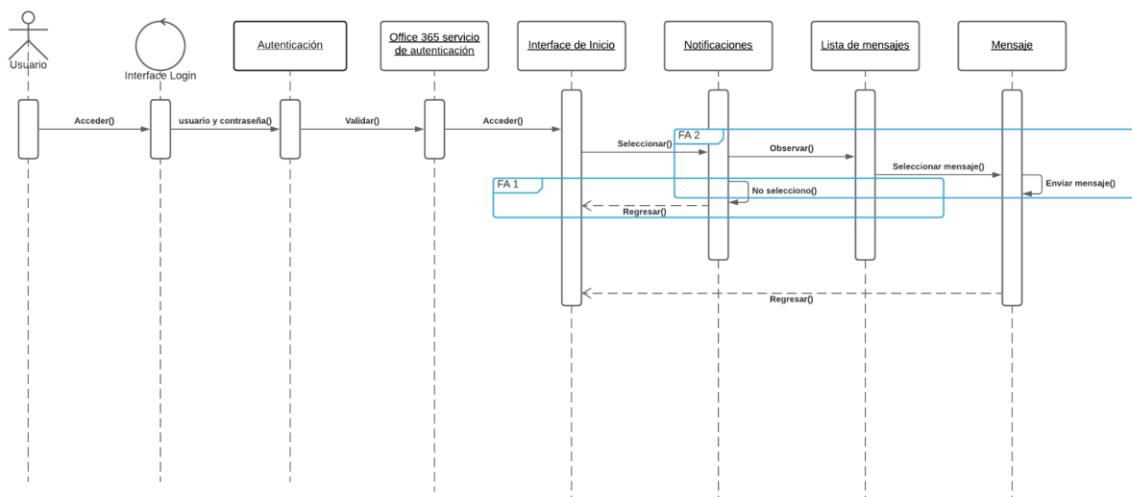 Usuario
Interface Login
Autenticación
Office 365 servicio
de autenticación
Interface de Inicio
Notificaciones
Lista de mensajes
Mensaje
Acceder()
usuario y contraseña()
Validar()
Acceder()
FA 2
Seleccionar()
Observar()
Seleccionar mensaje()
FA 1
No selecciono()
Enviar mensaje()
Regresar()
Regresar()